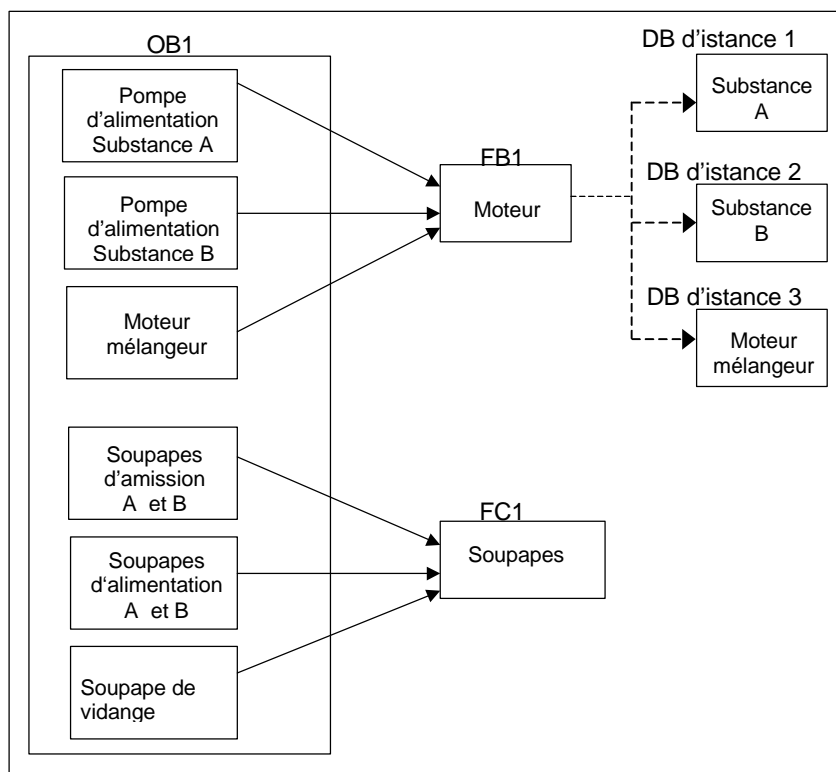 OB1
Pompe
d'alimentation
Substance A
Pompe
d'alimentation
Substance B
Moteur
mélangeur
Soupapes
d'amission
A et B
Soupapes
d'alimentation
A et B
Soupape de
vidange
FB1
Moteur
FC1
Soupapes
DB d'istance 1
Substance
A
DB d'istance 2
Substance
B
DB d'istance 3
Moteur
mélangeur